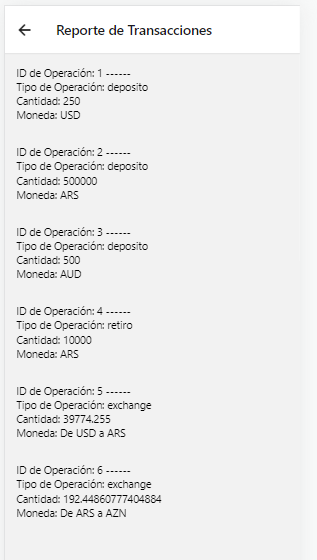 Reporte de Transacciones
ID de Operación: 1 ------
Tipo de Operación: deposito
Cantidad: 250
Moneda: USD
ID de Operación: 2 ------
Tipo de Operación: deposito
Cantidad: 500000
Moneda: ARS
ID de Operación: 3 ------
Tipo de Operación: deposito
Cantidad: 500
Moneda: AUD
ID de Operación: 4 ------
Tipo de Operación: retiro
Cantidad: 10000
Moneda: ARS
ID de Operación: 5 ------
Tipo de Operación: exchange
Cantidad: 39774.255
Moneda: De USD a ARS
ID de Operación: 6 ------
Tipo de Operación: exchange
Cantidad: 192.44860777404884
Moneda: De ARS a AZN